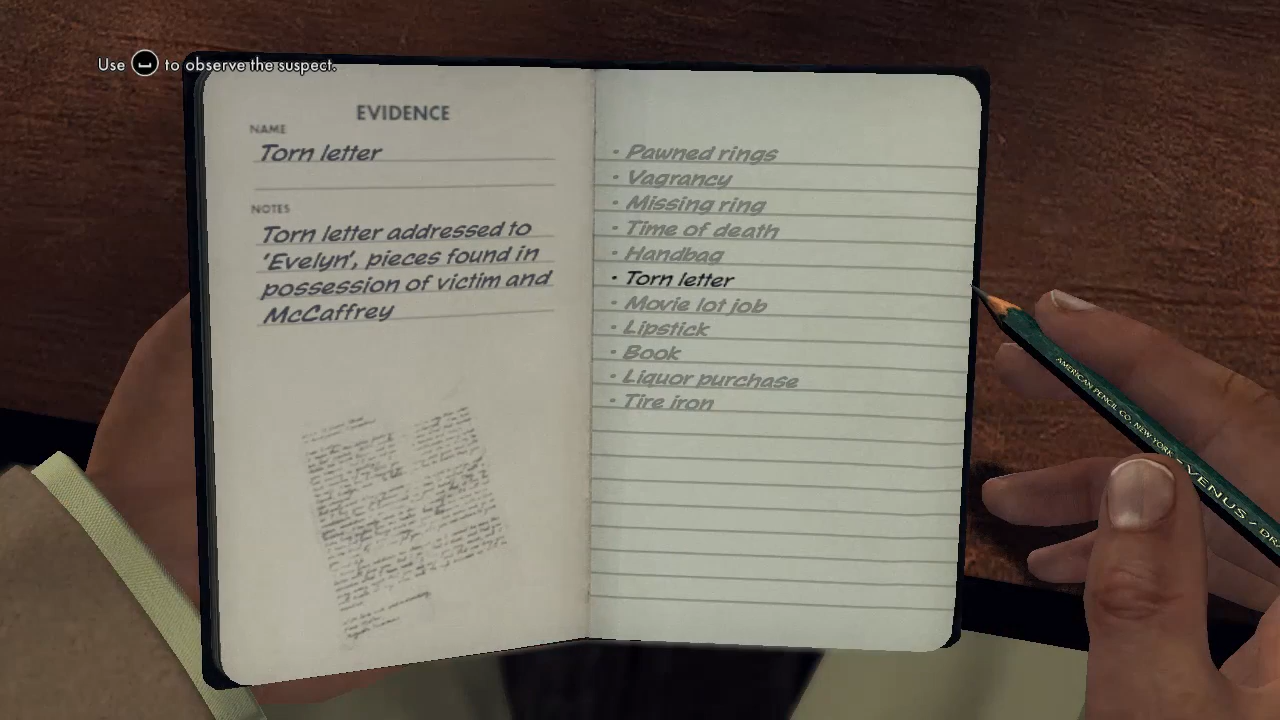 Use to observe the suspect.
EVIDENCE
NAME
Torn letter
NOTES
Torn letter addressed to
'Evelyn', pieces found in
possession of victim and
McCaffrey
• Pawned rings
• Vagrancy
• Missing ring
• Time of death
• Handbag
• Torn letter
• Movie lot job
• Lipstick
• Book
• Liquor purchase
• Tire iron
AMERICAN PENCIL CO. NEW YORK VENUS / DRA